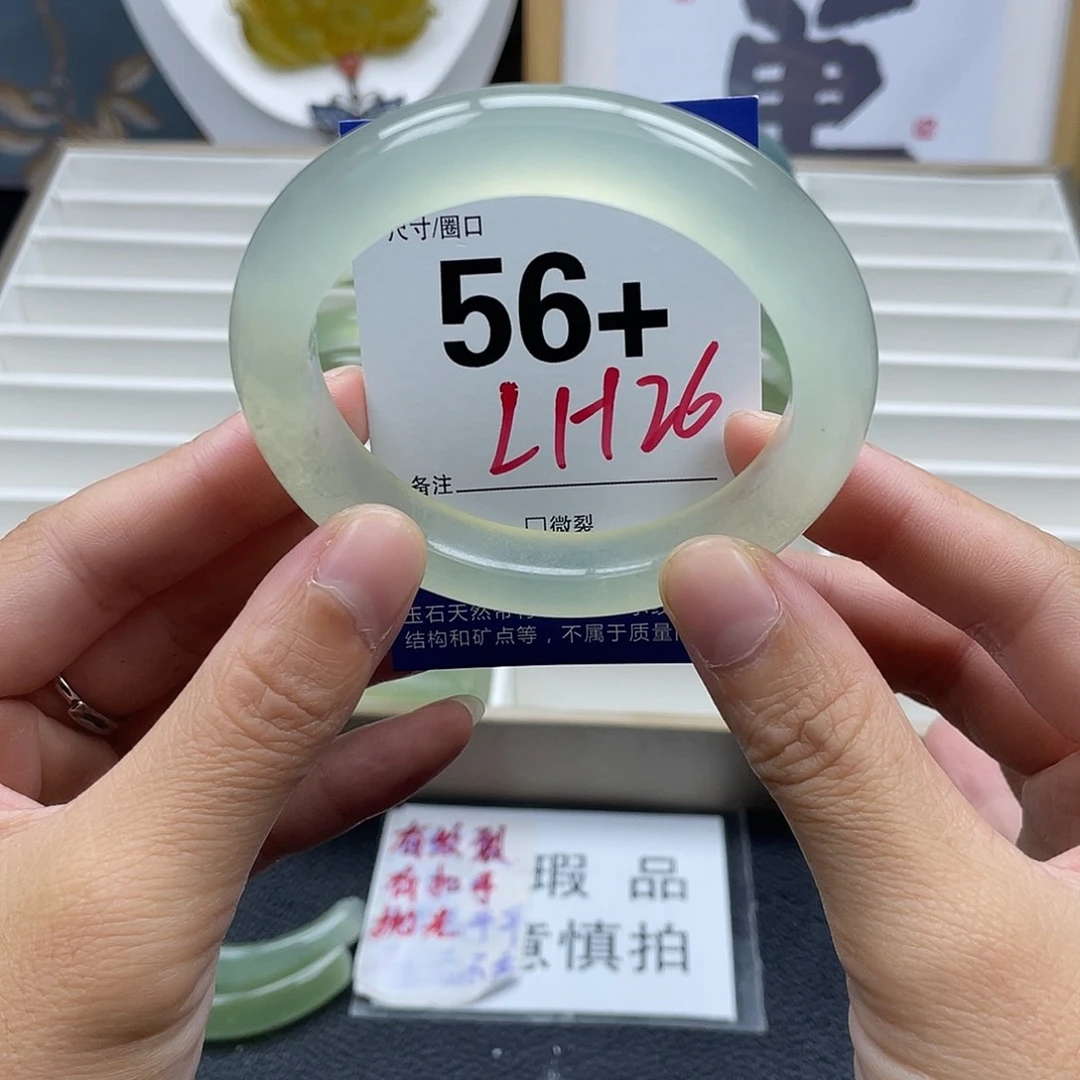 尺寸/圈口
56+
LH26
备注
□微裂
玉石天然
结构和矿点等，不属于质量
有纹裂
有扣手
抛光
瑕 品
慎拍